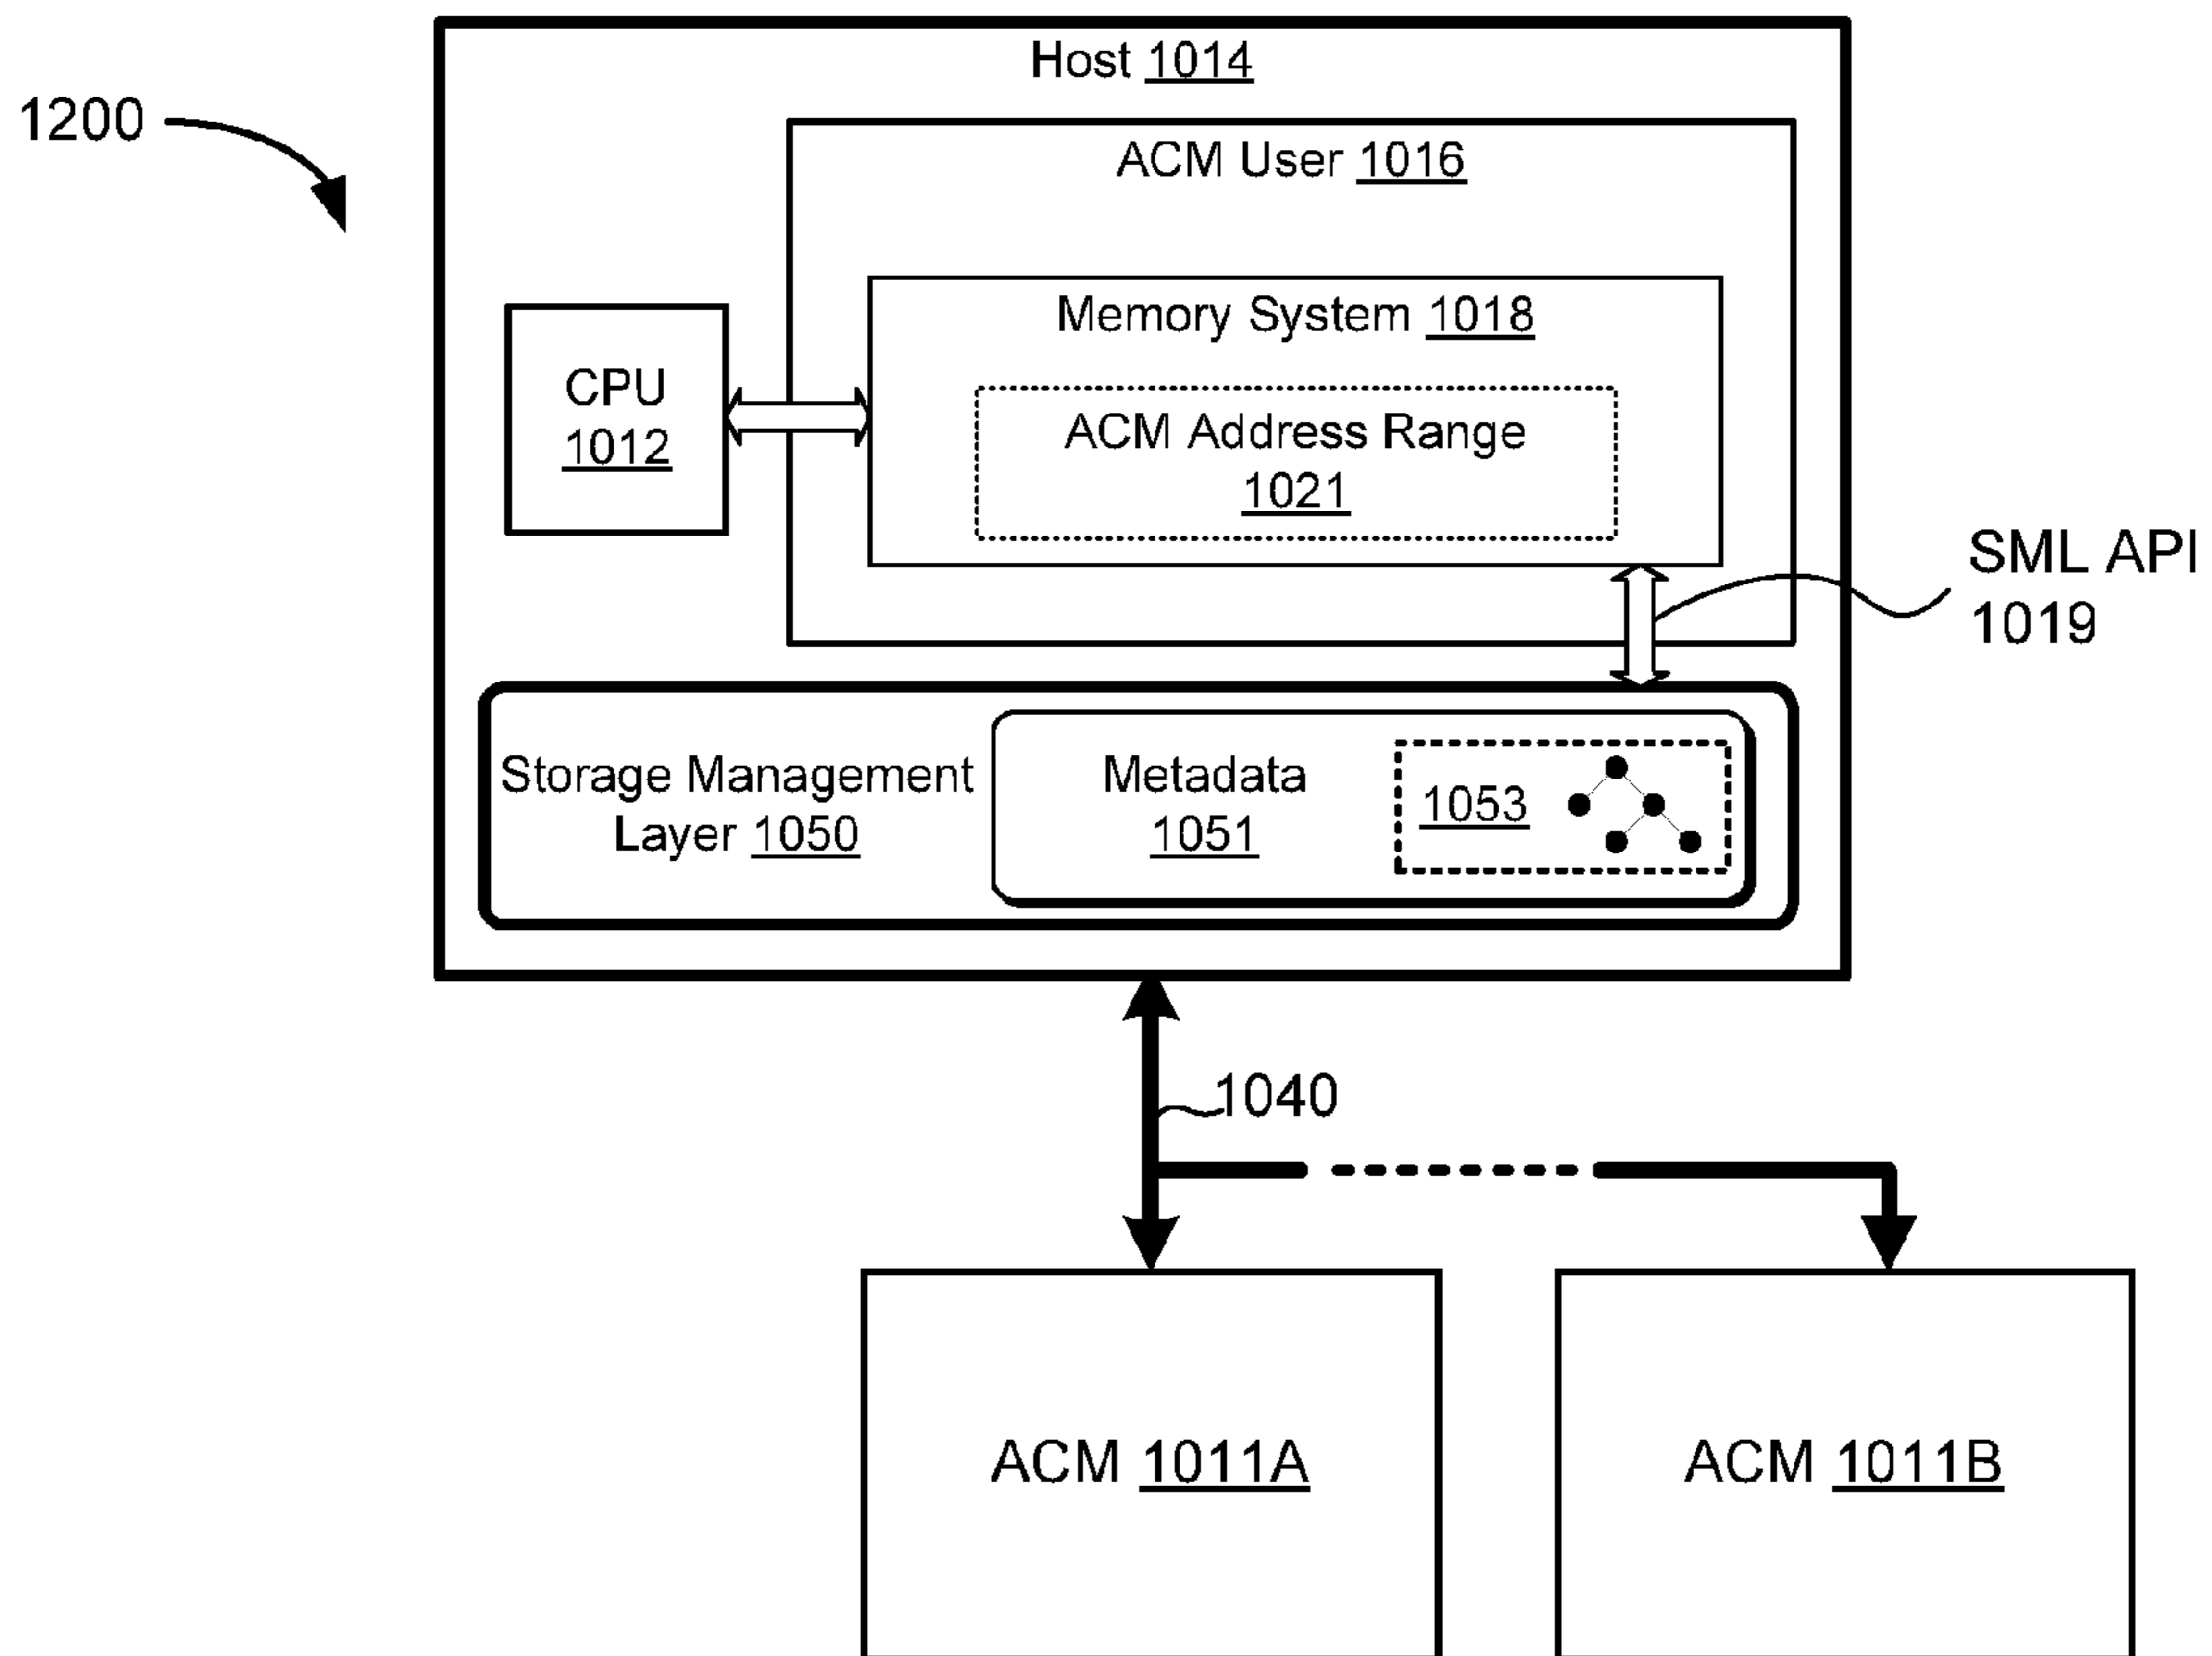 Host 1014
1200
ACM User 1016
Memory System 1018
CPU
1012
ACM Address Range
1021
SML API
1019
Storage Management
Layer 1050
Metadata
1051
1053
1040
ACM 1011A
ACM 1011B